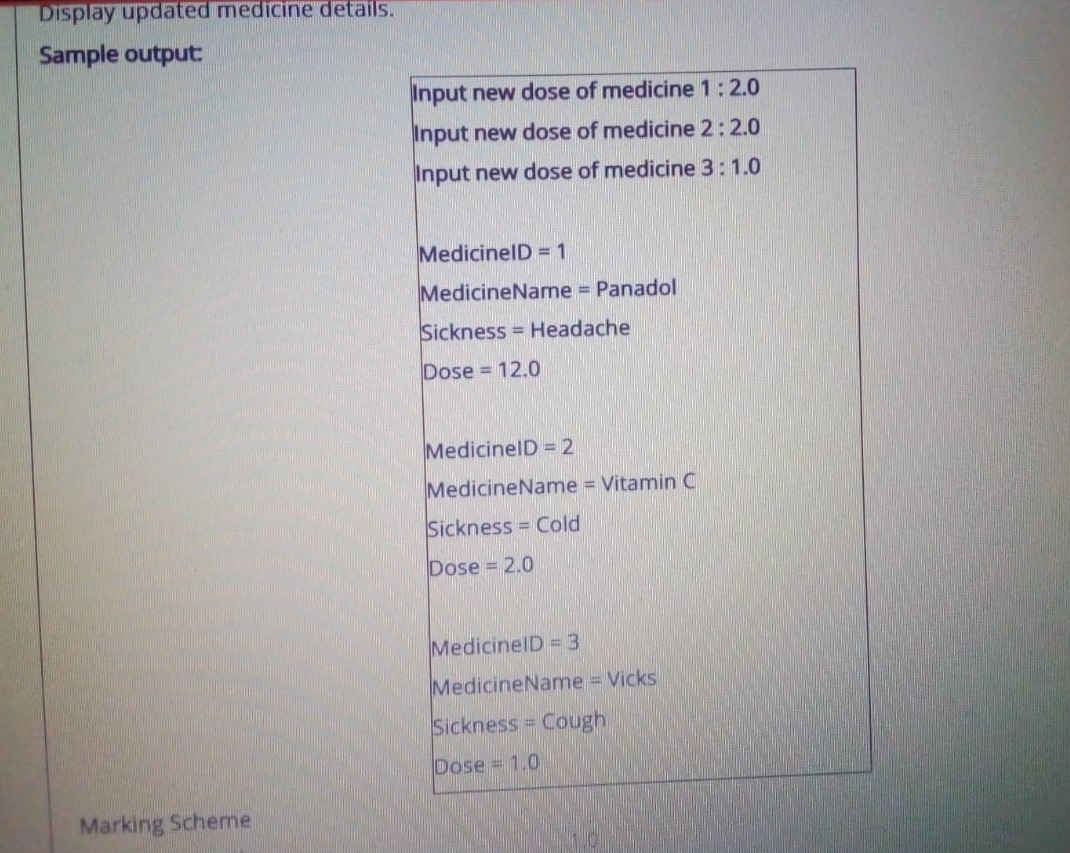 Display updated medicine details.
Sample output:
Input new dose of medicine 1 : 2.0
Input new dose of medicine 2 : 2.0
Input new dose of medicine 3 : 1.0
MedicineID = 1
MedicineName = Panadol
Sickness = Headache
Dose = 12.0
MedicineID = 2
MedicineName = Vitamin C
Sickness = Cold
Dose = 2.0
MedicineID = 3
MedicineName = Vicks
Sickness = Cough
Dose = 1.0
Marking Scheme
1.0